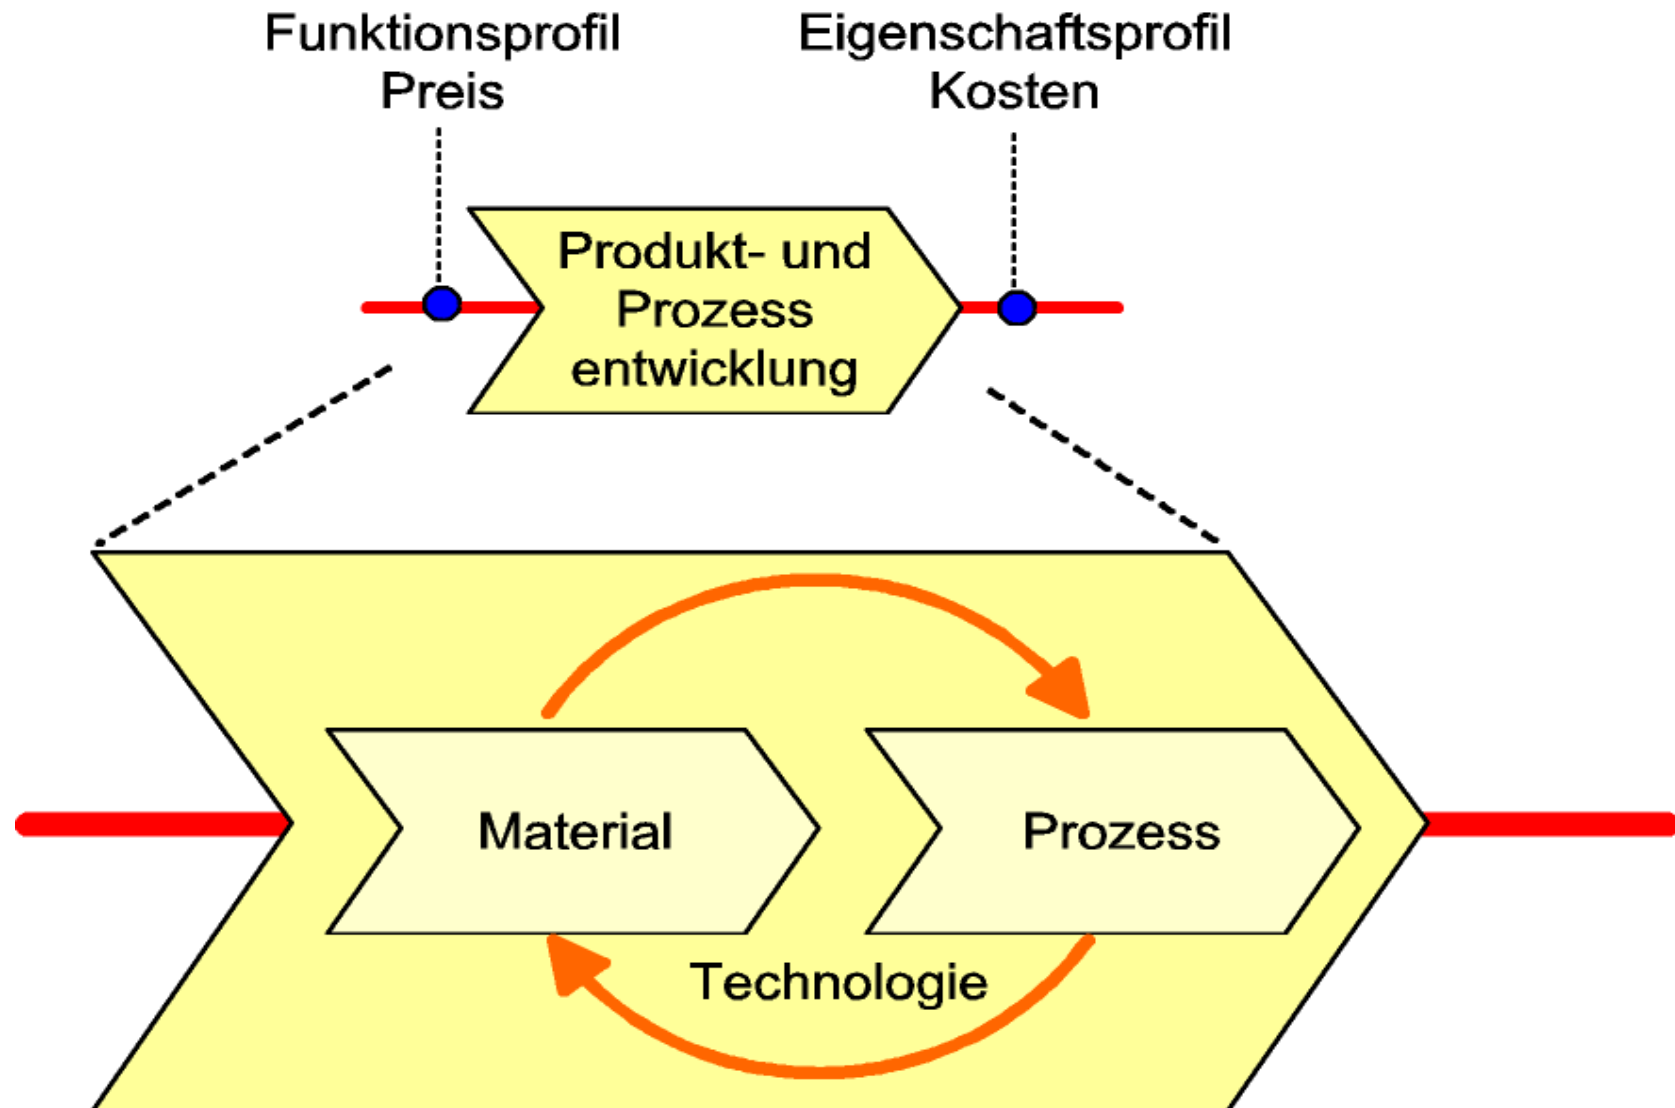 Funktionsprofil
Preis
Eigenschaftsprofil
Kosten
Produkt- und
Prozess
entwicklung
Material
Prozess
Technologie